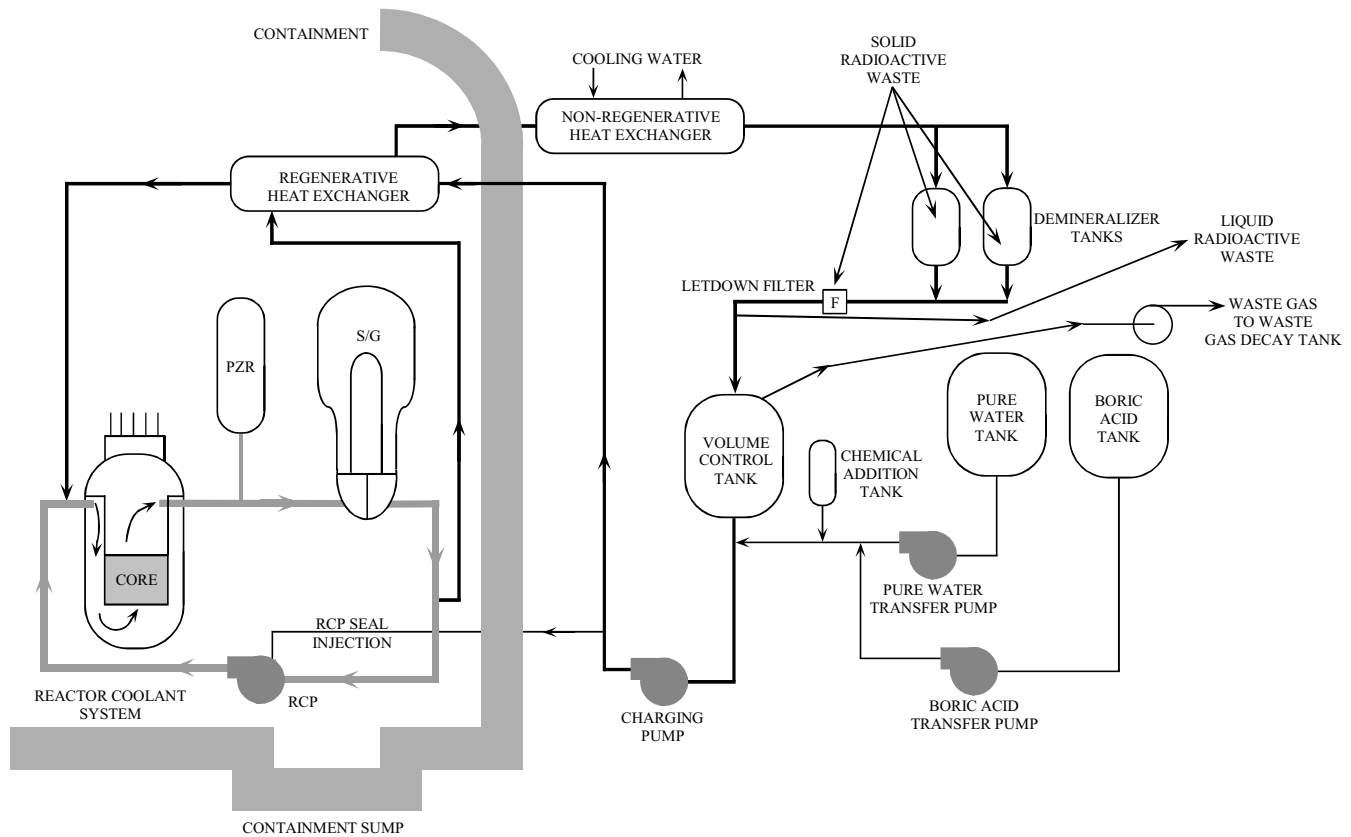 CONTAINMENT
COOLING WATER
SOLID
RADIOACTIVE
WASTE
NON-REGENERATIVE
HEAT EXCHANGER
REGENERATIVE
HEAT EXCHANGER
DEMINERALIZER
TANKS
LIQUID
RADIOACTIVE
WASTE
LETDOWN FILTER
F
WASTE GAS
TO WASTE
GAS DECAY TANK
S/G
PZR
PURE
WATER
TANK
BORIC
ACID
TANK
VOLUME
CONTROL
TANK
CHEMICAL
ADDITION
TANK
CORE
PURE WATER
TRANSFER PUMP
RCP SEAL
INJECTION
REACTOR COOLANT
SYSTEM
RCP
CHARGING
PUMP
BORIC ACID
TRANSFER PUMP
CONTAINMENT SUMP